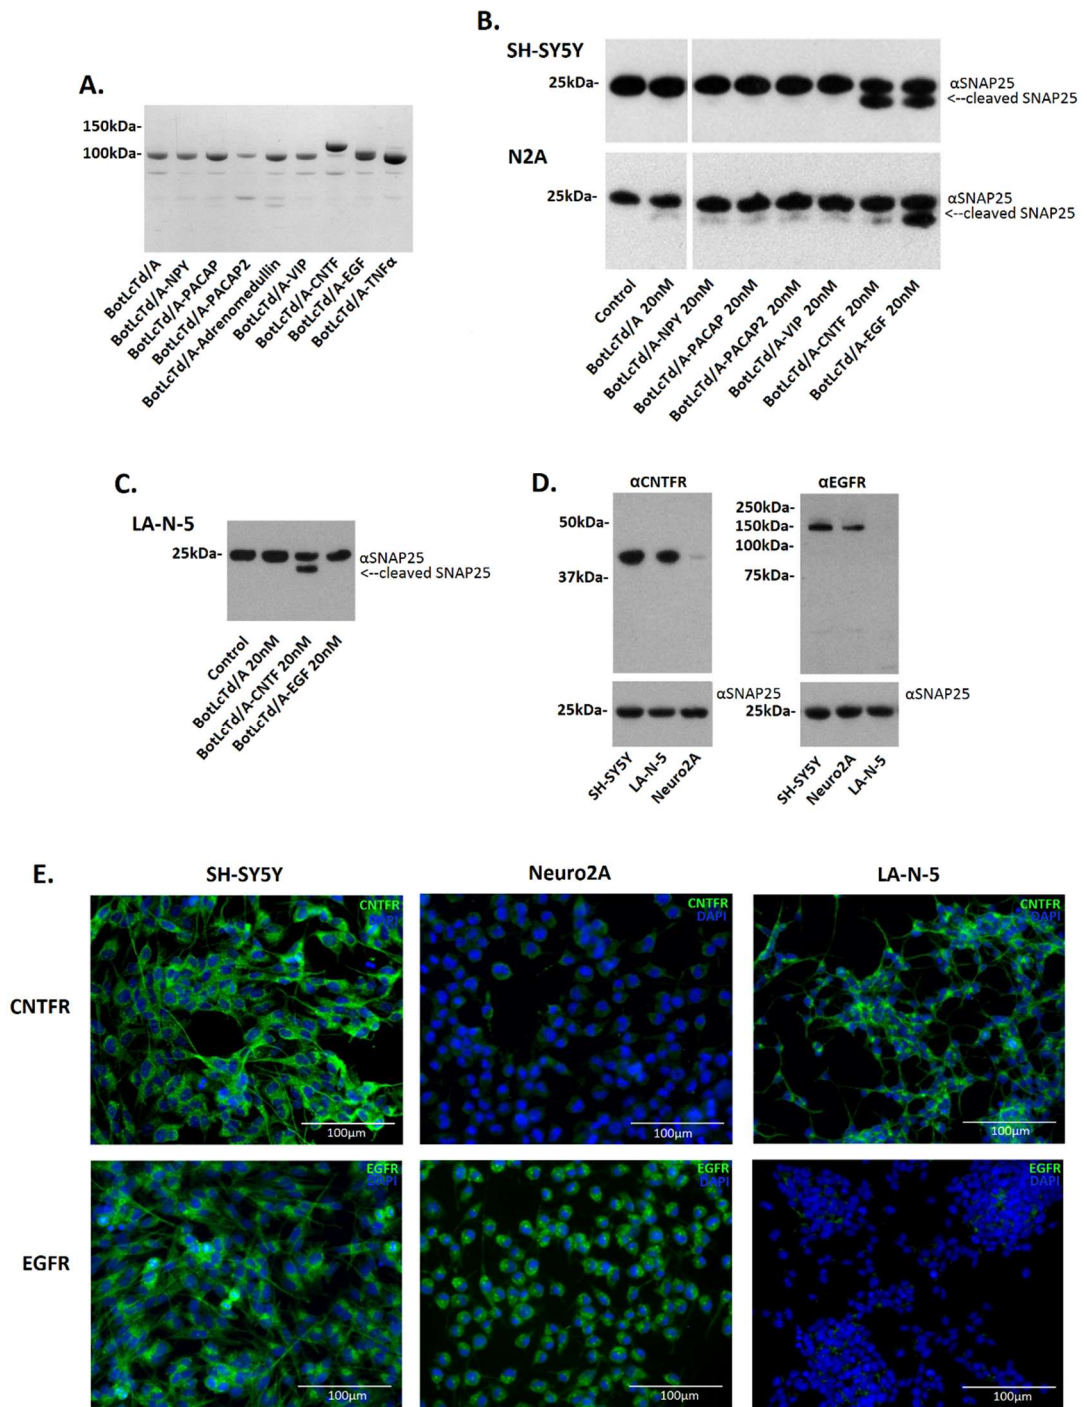 A.
150kDa-
100kDa-
BotLcTd/A
BotLcTd/A-NPY
BotLcTd/A-PACAP
BotLcTd/A-PACAP2
BotLcTd/A-Adrenomedullin
BotLcTd/A-VIP
BotLcTd/A-CNTF
BotLcTd/A-EGF
BotLcTd/A-TNFα
B.
SH-SY5Y
25kDa-
αSNAP25
<--cleaved SNAP25
N2A
25kDa-
αSNAP25
<--cleaved SNAP25
Control
BotLcTd/A 20nM
BotLcTd/A-NPY 20nM
BotLcTd/A-PACAP 20nM
BotLcTd/A-PACAP2 20nM
BotLcTd/A-VIP 20nM
BotLcTd/A-CNTF 20nM
BotLcTd/A-EGF 20nM
C.
LA-N-5
25kDa-
αSNAP25
<--cleaved SNAP25
Control
BotLcTd/A 20nM
BotLcTd/A-CNTF 20nM
BotLcTd/A-EGF 20nM
D.
αCNTFR
50kDa-
37kDa-
αSNAP25
25kDa-
SH-SY5Y
LA-N-5
Neuro2A
αEGFR
250kDa-
150kDa-
100kDa-
75kDa-
αSNAP25
25kDa-
SH-SY5Y
Neuro2A
LA-N-5
E.
SH-SY5Y
Neuro2A
LA-N-5
CNTFR
CNTFR
DAPI
100μm
CNTFR
DAPI
100μm
CNTFR
DAPI
100μm
EGFR
EGFR
DAPI
100μm
EGFR
DAPI
100μm
EGFR
DAPI
100μm